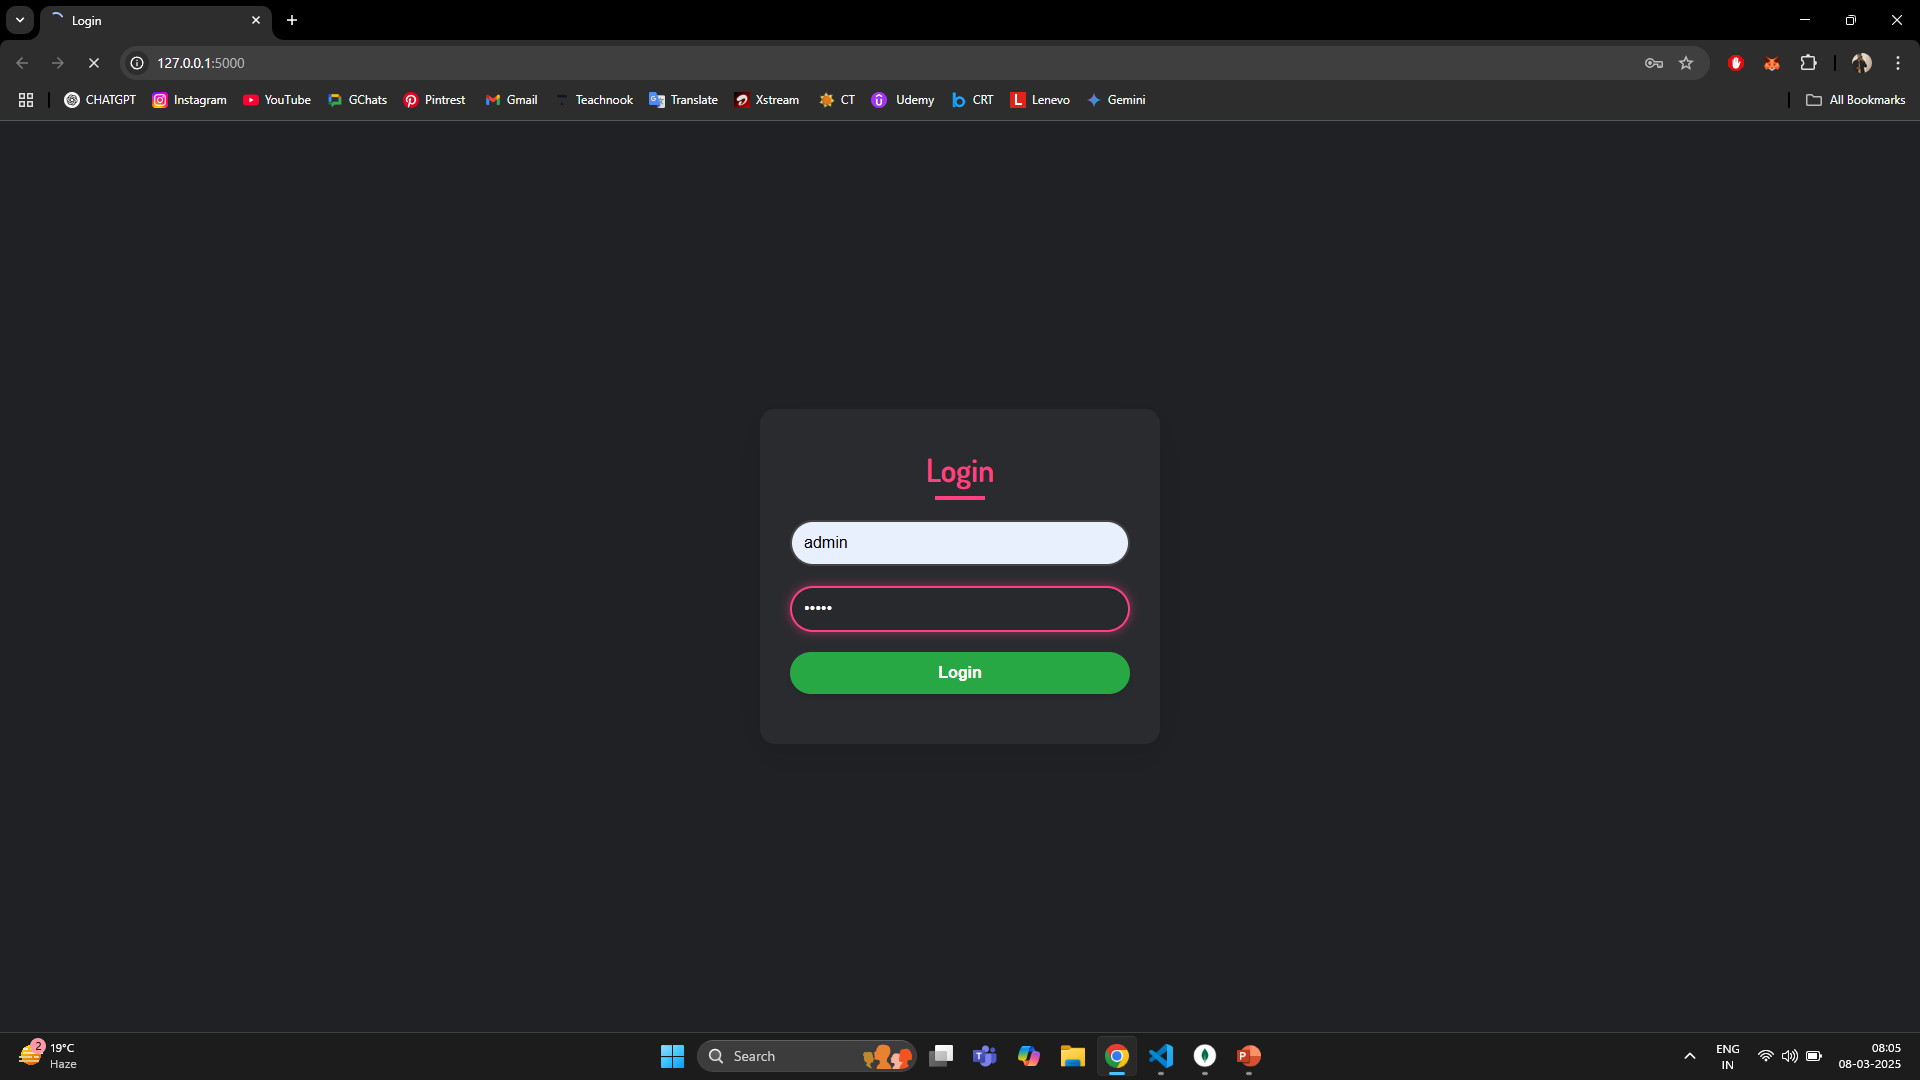 Login
127.0.0.1:5000
CHATGPT Instagram YouTube GChats Pintrest Gmail Teachnook Translate Xstream CT Udemy CRT Lenevo Gemini All Bookmarks
Login
admin
•••••
Login
2
19°C
Haze
Search
ENG
IN
08:05
08-03-2025